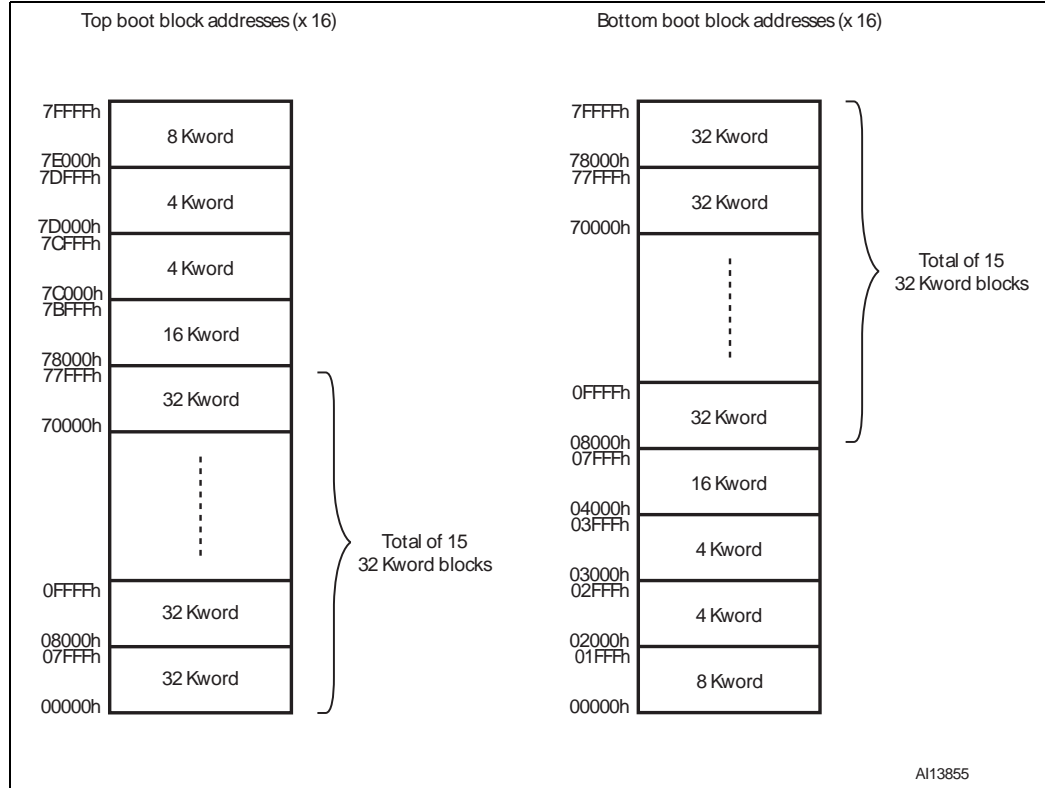 Top boot block addresses (x 16)
7FFFFh
8 Kword
7E000h
7DFFFh
4 Kword
7D000h
7CFFFh
4 Kword
7C000h
7BFFFh
16 Kword
78000h
77FFFh
32 Kword
70000h
Total of 15
32 Kword blocks
0FFFFh
32 Kword
08000h
07FFFh
32 Kword
00000h
Bottom boot block addresses (x 16)
7FFFFh
32 Kword
78000h
77FFFh
32 Kword
70000h
Total of 15
32 Kword blocks
0FFFFh
32 Kword
08000h
07FFFh
16 Kword
04000h
03FFFh
4 Kword
03000h
02FFFh
4 Kword
02000h
01FFFh
8 Kword
00000h
AI13855